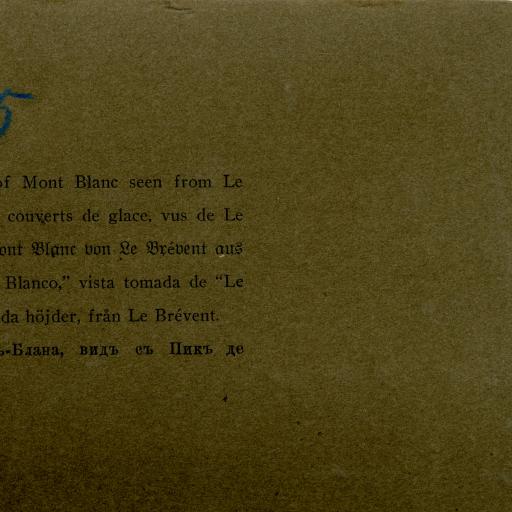 5
of Mont Blanc seen from Le
couverts de glace, vus de Le
ont Blanc von Le Brévent aus
Blanco,” vista tomada de “Le
da höjder, från Le Brévent.
ъ-Блана, видъ съ Пикъ де